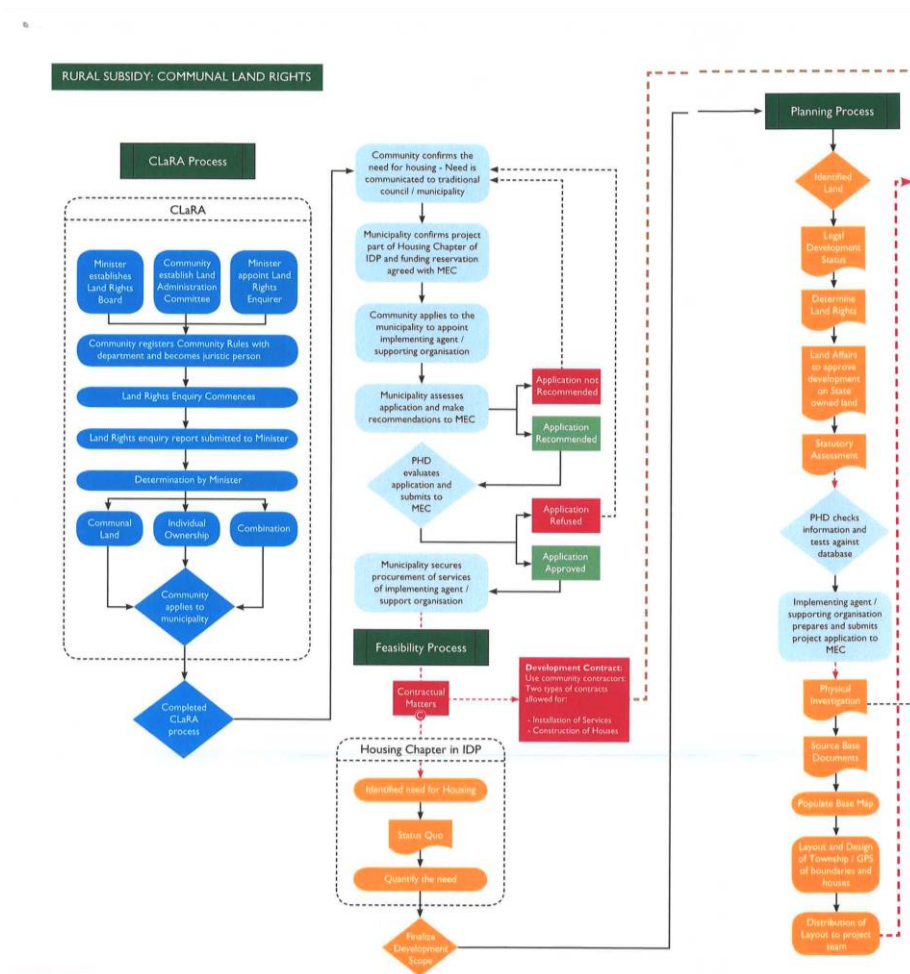 RURAL SUBSIDY: COMMUNAL LAND RIGHTS
CLaRA Process
CLaRA
Minister
establishes
Land Rights
Board
Community
establish Land
Administration
Committee
Minister
appoint Land
Rights
Enquirer
Community registers Community Rules with
department and becomes juristic person
Land Rights Enquiry Commences
Land Rights enquiry report submitted to Minister
Determination by Minister
Communal
Land
Individual
Ownership
Combination
Community
applies to
municipality
Completed
CLaRA
process
Community confirms the
need for housing - Need is
communicated to traditional
council / municipality
Municipality confirms project
part of Housing Chapter of
IDP and funding reservation
agreed with MEC
Community applies to the
municipality to appoint
implementing agent /
supporting organisation
Municipality assesses
application and make
recommendations to MEC
Application not
Recommended
Application
Recommended
PHD
evaluates
application and
submits to
MEC
Application
Refused
Application
Approved
Municipality secures
procurement of services
of implementing agent /
support organisation
Feasibility Process
Contractual
Matters
C
Development Contract:
Use community contractors:
Two types of contracts
allowed for:
- Installation of Services
- Construction of Houses
Housing Chapter in IDP
Identified need for Housing
Status Quo
Quantify the need
Finalize
Development
Scope
Planning Process
Identified
Land
Legal
Development
Status
Determine
Land Rights
Land Affairs
to approve
development
on State
owned land
Statutory
Assessment
PHD checks
information and
tests against
database
Implementing agent /
supporting organisation
prepares and submits
project application to
MEC
Physical
Investigation
Source Base
Documents
Populate Base Map
Layout and Design
of Township / GPS
of boundaries and
houses
Distribution of
Layout to project
team